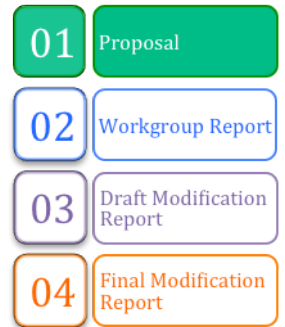 01 Proposal
02 Workgroup Report
03 Draft Modification
Report
04 Final Modification
Report